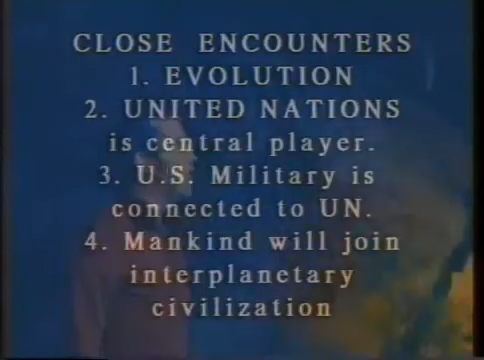 CLOSE ENCOUNTERS
1. EVOLUTION
2. UNITED NATIONS
is central player.
3. U.S. Military is
connected to UN.
4. Mankind will join
interplanetary
civilization